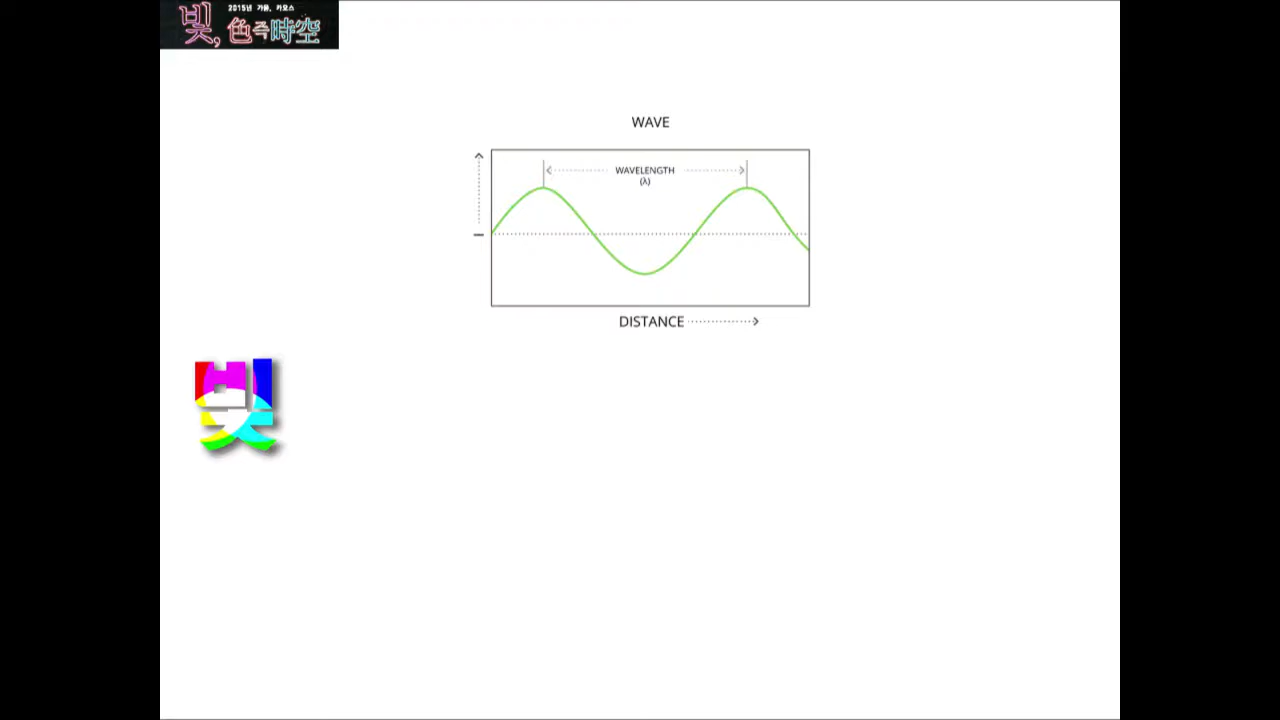 2015년 가을, 카오스
빛, 色즉時空
WAVE
WAVELENGTH
(λ)
DISTANCE
빛